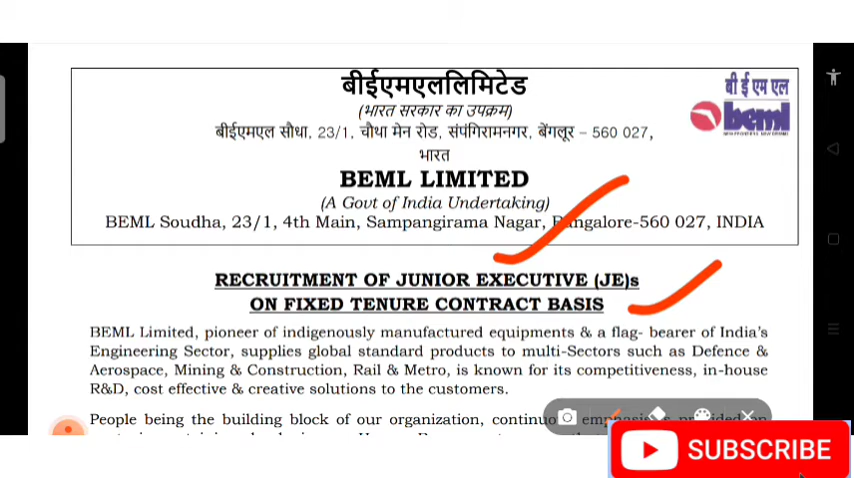 बीईएमएललिमिटेड
(भारत सरकार का उपक्रम)
बीईएमएल सौधा, 23/1, चौथा मेन रोड, संपंगिरामनगर, बेंगलूर – 560 027,
भारत
बी ई एम एल
beml
BEML LIMITED
(A Govt of India Undertaking)
BEML Soudha, 23/1, 4th Main, Sampangirama Nagar, Bangalore-560 027, INDIA
RECRUITMENT OF JUNIOR EXECUTIVE (JE)s
ON FIXED TENURE CONTRACT BASIS
BEML Limited, pioneer of indigenously manufactured equipments & a flag- bearer of India's
Engineering Sector, supplies global standard products to multi-Sectors such as Defence &
Aerospace, Mining & Construction, Rail & Metro, is known for its competitiveness, in-house
R&D, cost effective & creative solutions to the customers.
People being the building block of our organization,
SUBSCRIBE